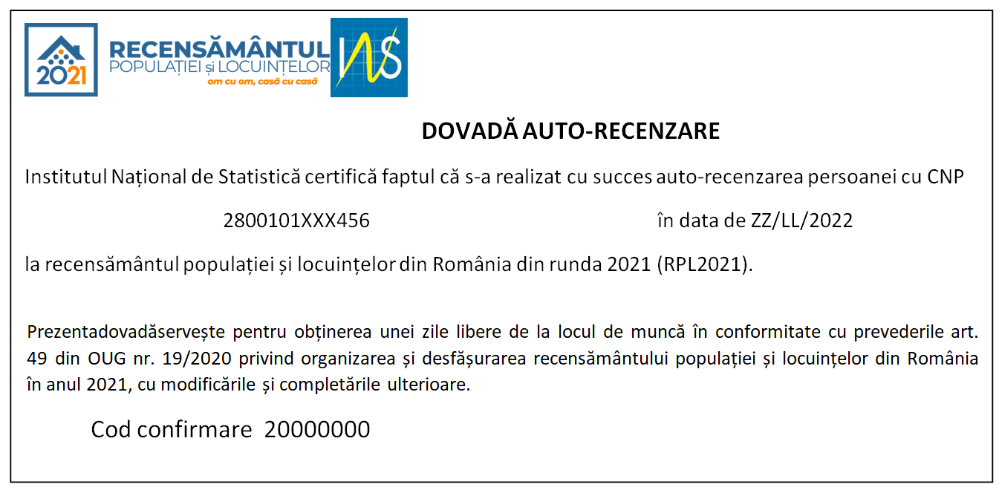 2021
RECENSĂMÂNTUL
POPULAȚIEI și LOCUINȚELOR
om cu om, casă cu casă
INS
DOVADĂ AUTO-RECENZARE
Institutul Național de Statistică certifică faptul că s-a realizat cu succes auto-recenzarea persoanei cu CNP
2800101XXX456 în data de ZZ/LL/2022
la recensământul populației și locuințelor din România din runda 2021 (RPL2021).
Prezentadovadăservește pentru obținerea unei zile libere de la locul de muncă în conformitate cu prevederile art.
49 din OUG nr. 19/2020 privind organizarea și desfășurarea recensământului populației și locuințelor din România
în anul 2021, cu modificările și completările ulterioare.
Cod confirmare 20000000